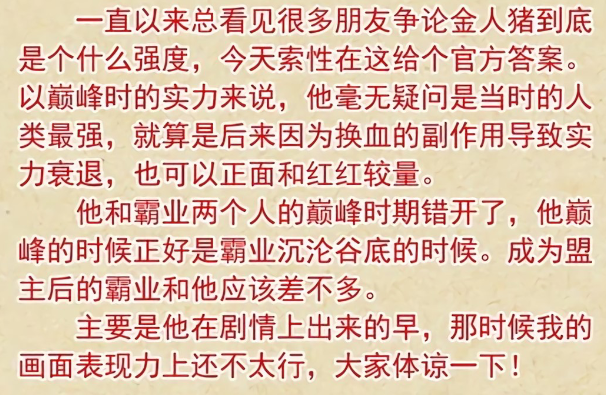 一直以来总看见很多朋友争论金人猪到底
是个什么强度，今天索性在这给个官方答案。
以巅峰时的实力来说，他毫无疑问是当时的人
类最强，就算是后来因为换血的副作用导致实
力衰退，也可以正面和红红较量。
他和霸业两个人的巅峰时期错开了，他巅
峰的时候正好是霸业沉沦谷底的时候。成为盟
主后的霸业和他应该差不多。
主要是他在剧情上出来的早，那时候我的
画面表现力上还不太行，大家体谅一下！